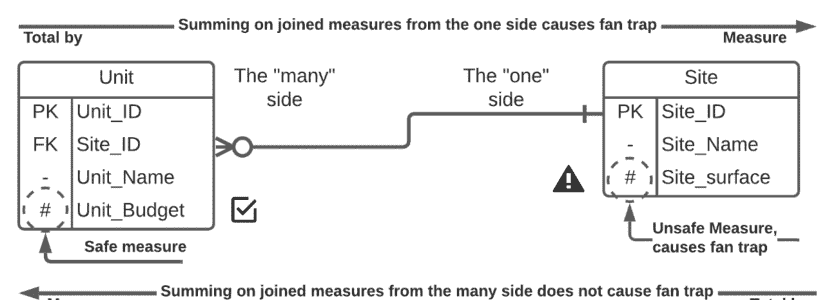 Summing on joined measures from the one side causes fan trap
Total by
Measure
Unit
PK Unit_ID
FK Site_ID
- Unit_Name
# Unit_Budget
Safe measure
The "many"
side
The "one"
side
Site
PK Site_ID
- Site_Name
# Site_surface
Unsafe Measure,
causes fan trap
Summing on joined measures from the many side does not cause fan trap